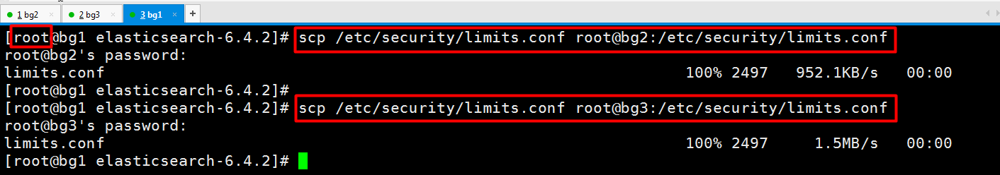 1 bg2 × 2 bg3 × 3 bg1 × +
[root@bg1 elasticsearch-6.4.2]# scp /etc/security/limits.conf root@bg2:/etc/security/limits.conf
root@bg2's password:
limits.conf 100% 2497 952.1KB/s 00:00
[root@bg1 elasticsearch-6.4.2]#
[root@bg1 elasticsearch-6.4.2]# scp /etc/security/limits.conf root@bg3:/etc/security/limits.conf
root@bg3's password:
limits.conf 100% 2497 1.5MB/s 00:00
[root@bg1 elasticsearch-6.4.2]#